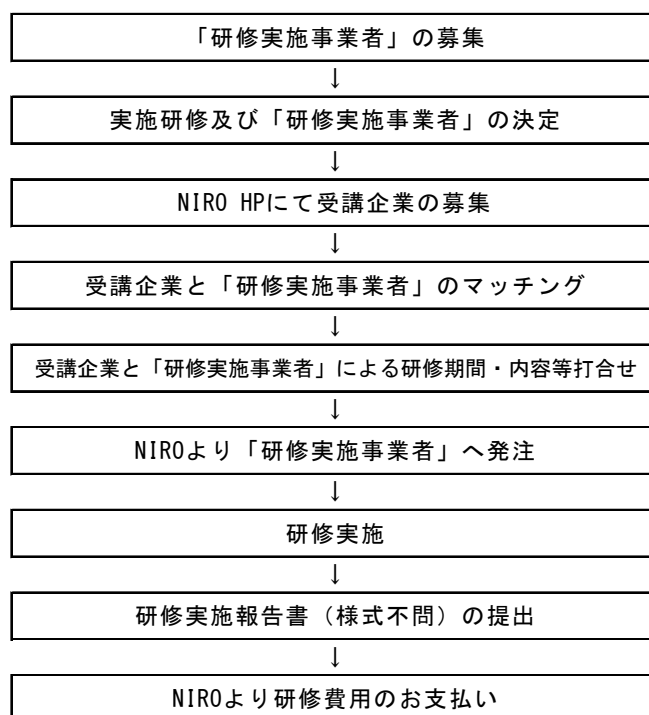 「研修実施事業者」の募集
↓
実施研修及び「研修実施事業者」の決定
↓
NIRO HPにて受講企業の募集
↓
受講企業と「研修実施事業者」のマッチング
↓
受講企業と「研修実施事業者」による研修期間・内容等打合せ
↓
NIROより「研修実施事業者」へ発注
↓
研修実施
↓
研修実施報告書（様式不問）の提出
↓
NIROより研修費用のお支払い